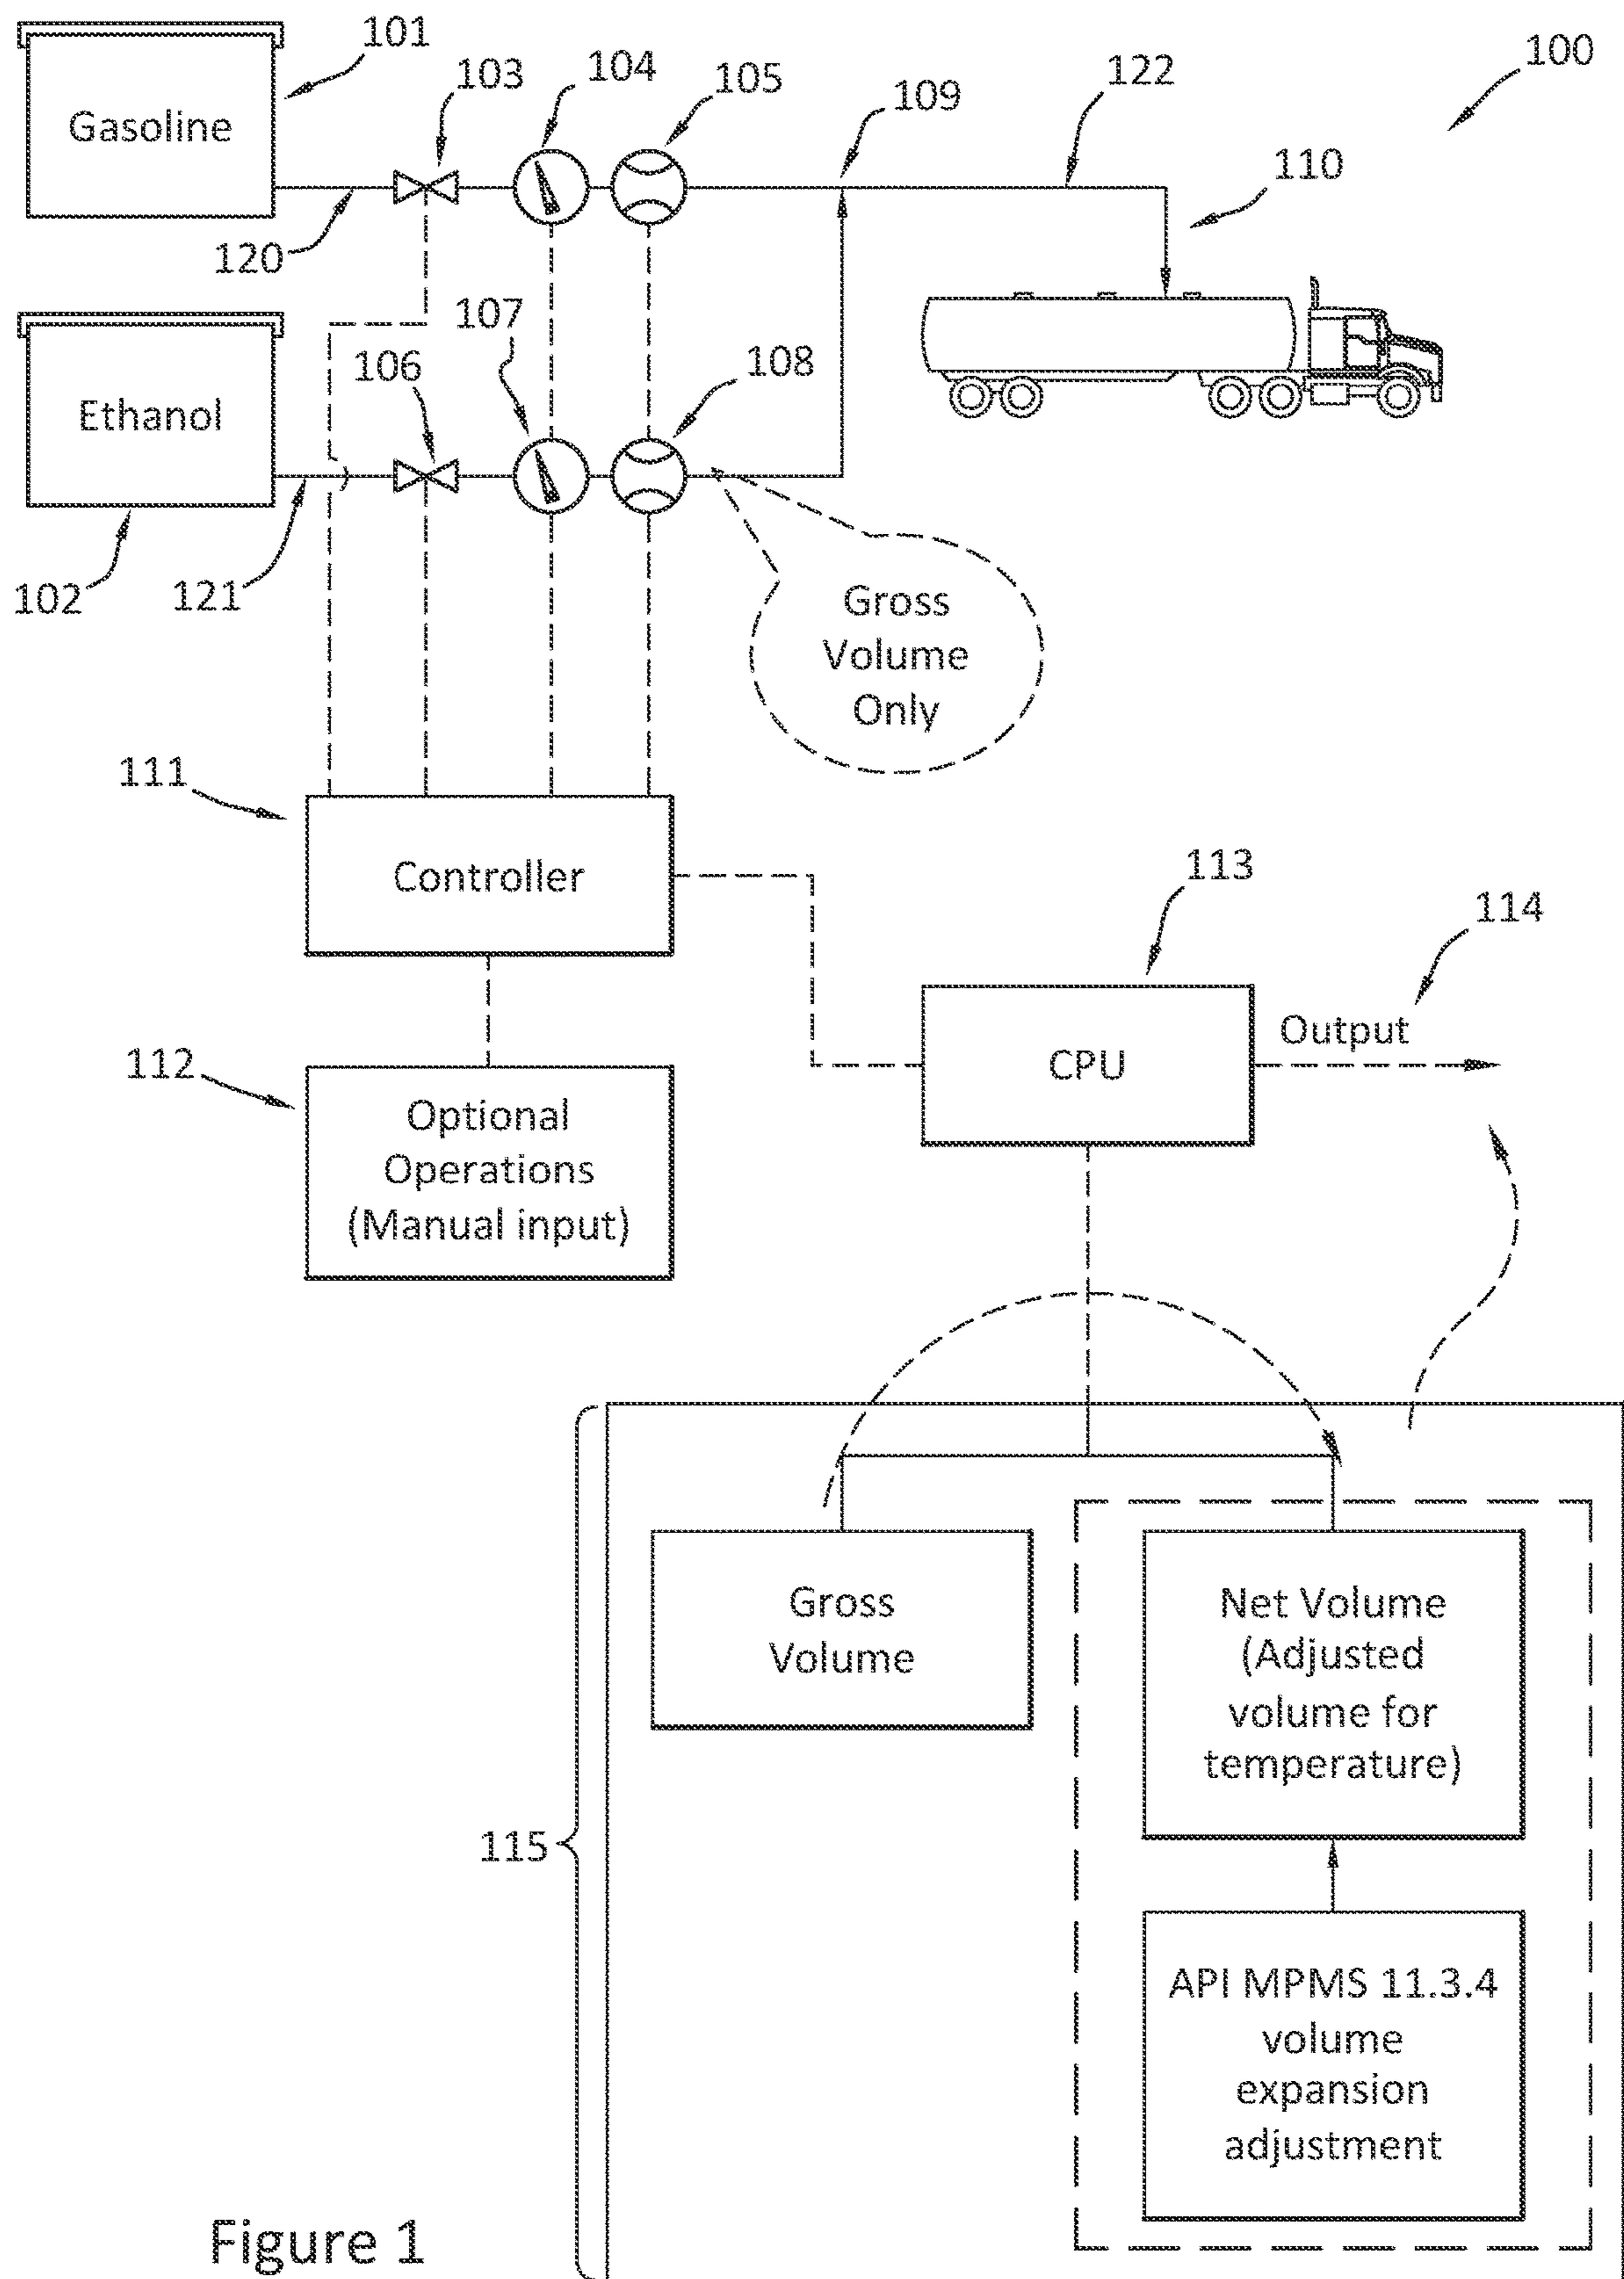 101
100
103
104
105
109
122
Gasoline
110
120
107
106
108
Ethanol
102
121
Gross
Volume
Only
111
Controller
113
114
Output
CPU
112
Optional
Operations
(Manual input)
Gross
Volume
Net Volume
(Adjusted
volume for
temperature)
115
API MPMS 11.3.4
volume
expansion
adjustment
Figure 1